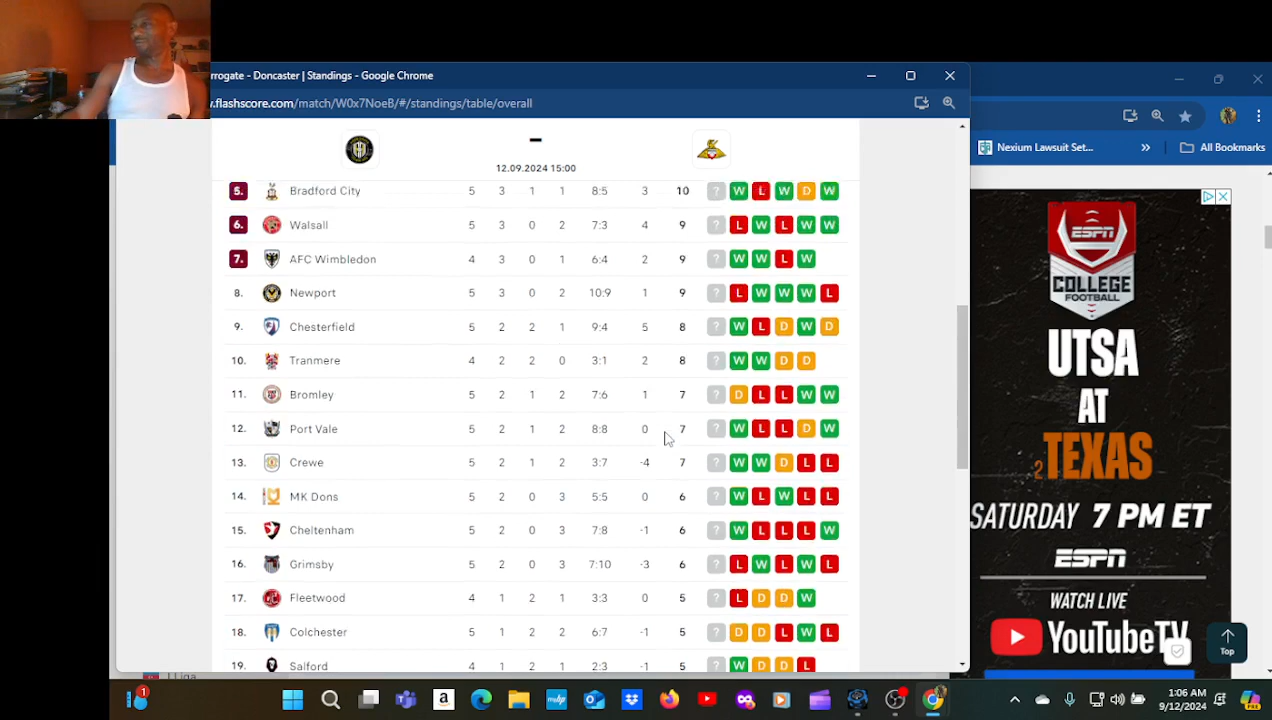 rrogate - Doncaster | Standings - Google Chrome
w.flashscore.com/match/W0x7NoeB/#/standings/table/overall
Nexium Lawsuit Set... » All Bookmarks
-
12.09.2024 15:00
5. Bradford City 5 3 1 1 8:5 3 10 ? W L W D W
6. Walsall 5 3 0 2 7:3 4 9 ? L W L W W
7. AFC Wimbledon 4 3 0 1 6:4 2 9 ? W W L W
8. Newport 5 3 0 2 10:9 1 9 ? L W W W L
9. Chesterfield 5 2 2 1 9:4 5 8 ? W L D W D
10. Tranmere 4 2 2 0 3:1 2 8 ? W W D D
11. Bromley 5 2 1 2 7:6 1 7 ? D L L W W
12. Port Vale 5 2 1 2 8:8 0 7 ? W L L D W
13. Crewe 5 2 1 2 3:7 -4 7 ? W W D L L
14. MK Dons 5 2 0 3 5:5 0 6 ? W L W L L
15. Cheltenham 5 2 0 3 7:8 -1 6 ? W L L L W
16. Grimsby 5 2 0 3 7:10 -3 6 ? L W L W L
17. Fleetwood 4 1 2 1 3:3 0 5 ? L D D W
18. Colchester 5 1 2 2 6:7 -1 5 ? D D L W L
19. Salford 4 1 2 1 2:3 -1 5 ? W D D L
ESPN
COLLEGE
FOOTBALL
UTSA
AT
2 TEXAS
SATURDAY 7 PM ET
ESPN
WATCH LIVE
YouTubeTV
Top
1 Liga
1
1:06 AM
9/12/2024